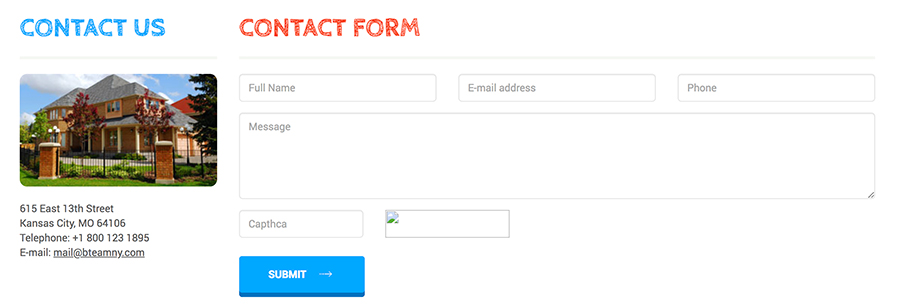 CONTACT US
615 East 13th Street
Kansas City, MO 64106
Telephone: +1 800 123 1895
E-mail: mail@bteamny.com
CONTACT FORM
Full Name
E-mail address
Phone
Message
Capthca
SUBMIT